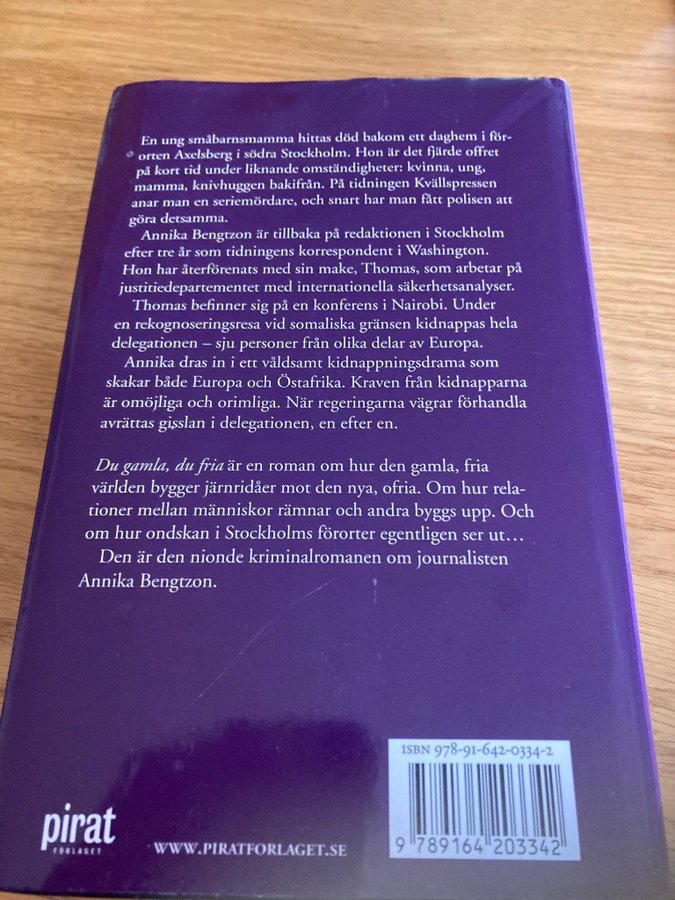 En ung småbarnsmamma hittas död bakom ett daghem i för-
orten Axelsberg i södra Stockholm. Hon är det fjärde offret
på kort tid under liknande omständigheter: kvinna, ung,
mamma, knivhuggen bakifrån. På tidningen Kvällspressen
anar man en seriemördare, och snart har man fått polisen att
göra detsamma.
Annika Bengtzon är tillbaka på redaktionen i Stockholm
efter tre år som tidningens korrespondent i Washington.
Hon har återförenats med sin make, Thomas, som arbetar på
justitiedepartementet med internationella säkerhetsanalyser.
Thomas befinner sig på en konferens i Nairobi. Under
en rekognoseringsresa vid somaliska gränsen kidnappas hela
delegationen – sju personer från olika delar av Europa.
Annika dras in i ett våldsamt kidnappningsdrama som
skakar både Europa och Östafrika. Kraven från kidnapparna
är omöjliga och orimliga. När regeringarna vägrar förhandla
avrättas gisslan i delegationen, en efter en.
Du gamla, du fria är en roman om hur den gamla, fria
världen bygger järnridåer mot den nya, ofria. Om hur rela-
tioner mellan människor rämnar och andra byggs upp. Och
om hur ondskan i Stockholms förorter egentligen ser ut…
Den är den nionde kriminalromanen om journalisten
Annika Bengtzon.
ISBN 978-91-642-0334-2
9 789164 203342
pirat
FÖRLAGET
WWW.PIRATFORLAGET.SE